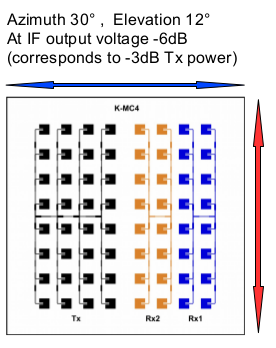 Azimuth 30° , Elevation 12°
At IF output voltage -6dB
(corresponds to -3dB Tx power)
K-MC4
Tx Rx2 Rx1